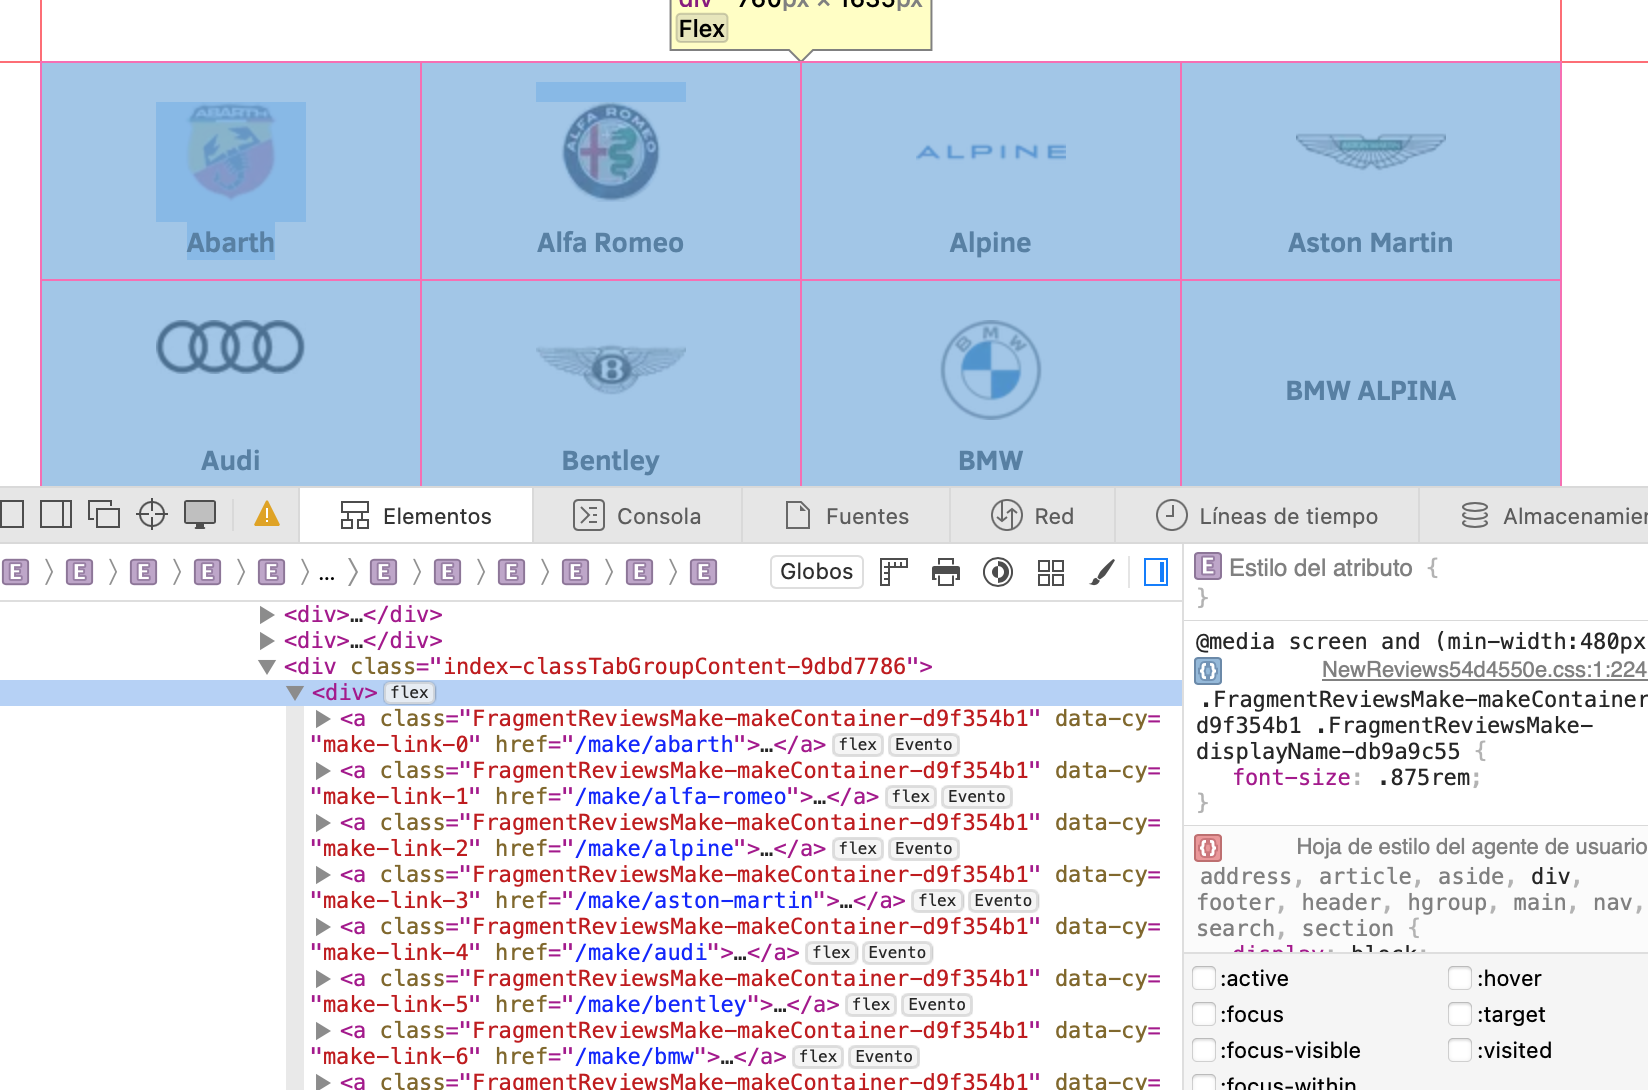 div 760px × 1635px
Flex
ABARTH
ALFA ROMEO
ALPINE
ASTON MARTIN
Abarth
Alfa Romeo
Alpine
Aston Martin
B
BMW
BMW ALPINA
Audi
Bentley
BMW
Elementos
Consola
Fuentes
Red
Líneas de tiempo
Almacenamien
E
E
E
E
E
...
E
E
E
E
E
E
Globos
<div>…</div>
<div>…</div>
<div class="index-classTabGroupContent-9dbd7786">
<div> flex
<a class="FragmentReviewsMake-makeContainer-d9f354b1" data-cy=
"make-link-0" href="/make/abarth">…</a> flex Evento
<a class="FragmentReviewsMake-makeContainer-d9f354b1" data-cy=
"make-link-1" href="/make/alfa-romeo">…</a> flex Evento
<a class="FragmentReviewsMake-makeContainer-d9f354b1" data-cy=
"make-link-2" href="/make/alpine">…</a> flex Evento
<a class="FragmentReviewsMake-makeContainer-d9f354b1" data-cy=
"make-link-3" href="/make/aston-martin">…</a> flex Evento
<a class="FragmentReviewsMake-makeContainer-d9f354b1" data-cy=
"make-link-4" href="/make/audi">…</a> flex Evento
<a class="FragmentReviewsMake-makeContainer-d9f354b1" data-cy=
"make-link-5" href="/make/bentley">…</a> flex Evento
<a class="FragmentReviewsMake-makeContainer-d9f354b1" data-cy=
"make-link-6" href="/make/bmw">…</a> flex Evento
<a class="FragmentReviewsMake-makeContainer-d9f354b1" data-cy=
E Estilo del atributo {
}
@media screen and (min-width:480px
{} NewReviews54d4550e.css:1:224
.FragmentReviewsMake-makeContainer
d9f354b1 .FragmentReviewsMake-
displayName-db9a9c55 {
font-size: .875rem;
}
{} Hoja de estilo del agente de usuario
address, article, aside, div,
footer, header, hgroup, main, nav,
search, section {
display: block;
:active
:hover
:focus
:target
:focus-visible
:visited
:focus-within